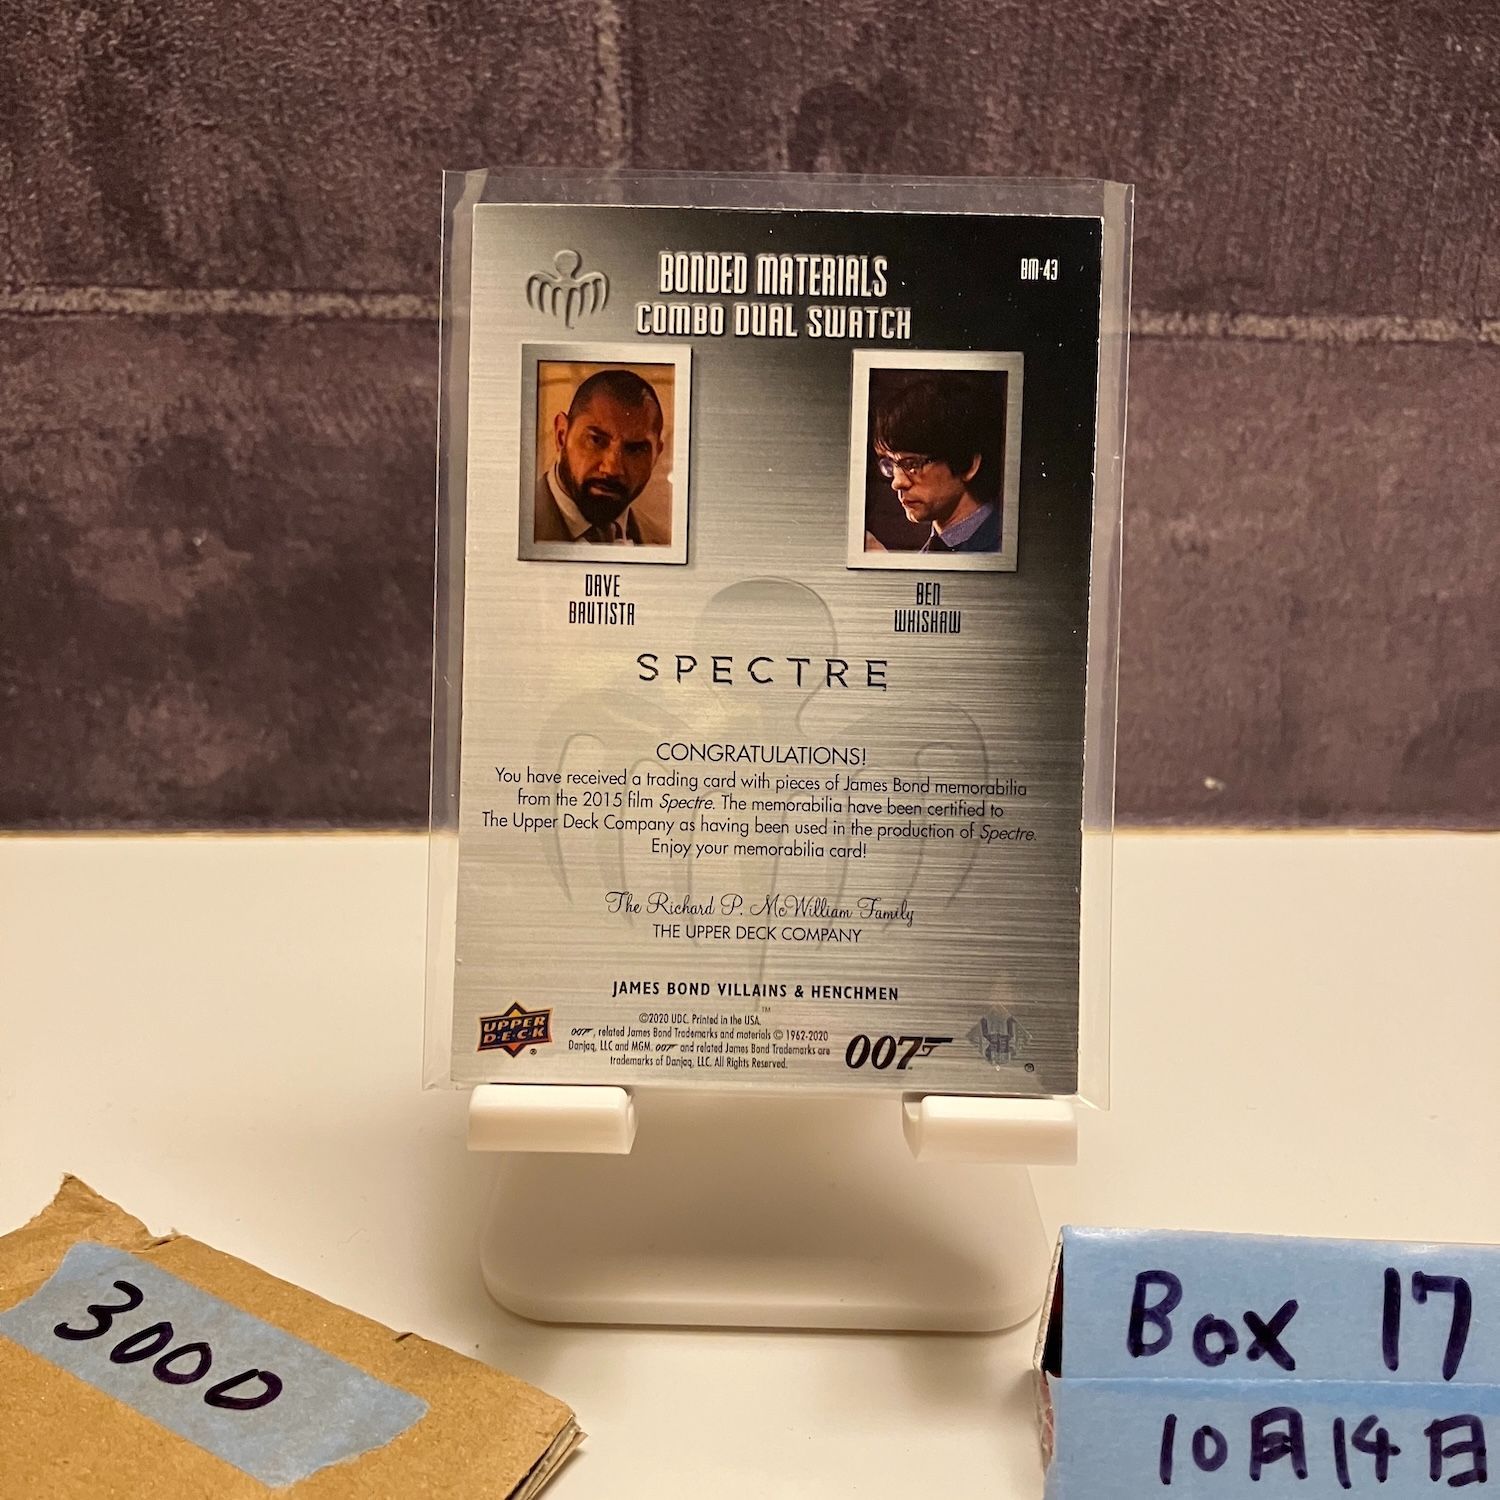 BONDED MATERIALS
COMBO DUAL SWATCH
BM-43
DAVE
BAUTISTA
BEN
WHISHAW
SPECTRE
CONGRATULATIONS!
You have received a trading card with pieces of James Bond memorabilia
from the 2015 film Spectre. The memorabilia have been certified to
The Upper Deck Company as having been used in the production of Spectre.
Enjoy your memorabilia card!
The Richard P. McWilliam Family
THE UPPER DECK COMPANY
JAMES BOND VILLAINS & HENCHMEN
TM
UPPER
DECK
®
©2020 UDC. Printed in the USA.
007, related James Bond Trademarks and materials © 1962-2020
Danjaq, LLC and MGM. 007 and related James Bond Trademarks are
trademarks of Danjaq, LLC. All Rights Reserved.
007
®
3000
Box 17
10月14日